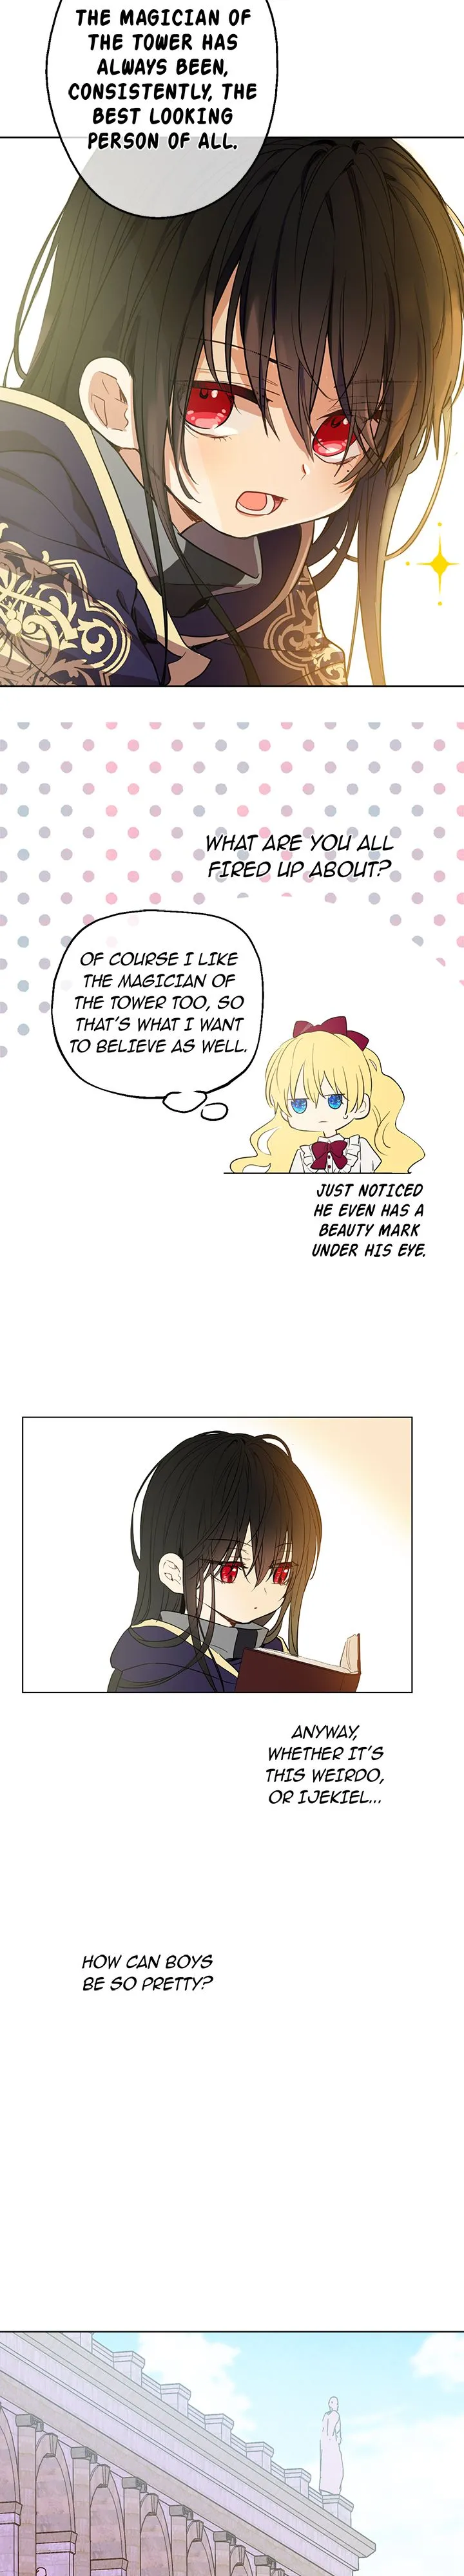 THE MAGICIAN OF
THE TOWER HAS
ALWAYS BEEN,
CONSISTENTLY, THE
BEST LOOKING
PERSON OF ALL.
WHAT ARE YOU ALL
FIRED UP ABOUT?
OF COURSE I LIKE
THE MAGICIAN OF
THE TOWER TOO, SO
THAT'S WHAT I WANT
TO BELIEVE AS WELL.
JUST NOTICED
HE EVEN HAS A
BEAUTY MARK
UNDER HIS EYE.
ANYWAY,
WHETHER IT'S
THIS WEIRDO,
OR IJEKIEL...
HOW CAN BOYS
BE SO PRETTY?